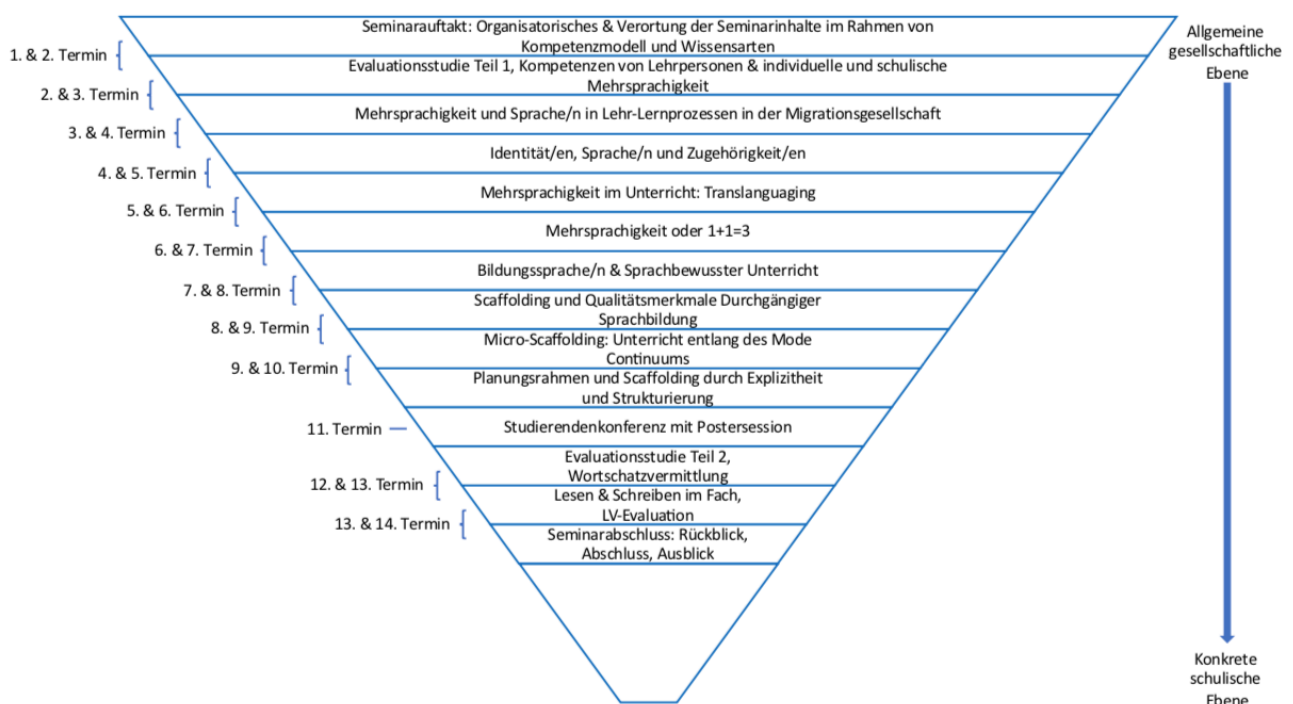 Seminarauftakt: Organisatorisches & Verortung der Seminarinhalte im Rahmen von
Kompetenzmodell und Wissensarten
Allgemeine
gesellschaftliche
Ebene
1. & 2. Termin
Evaluationsstudie Teil 1, Kompetenzen von Lehrpersonen & individuelle und schulische
Mehrsprachigkeit
2. & 3. Termin
Mehrsprachigkeit und Sprache/n in Lehr-Lernprozessen in der Migrationsgesellschaft
3. & 4. Termin
Identität/en, Sprache/n und Zugehörigkeit/en
4. & 5. Termin
Mehrsprachigkeit im Unterricht: Translanguaging
5. & 6. Termin
Mehrsprachigkeit oder 1+1=3
6. & 7. Termin
Bildungssprache/n & Sprachbewusster Unterricht
7. & 8. Termin
Scaffolding und Qualitätsmerkmale Durchgängiger
Sprachbildung
8. & 9. Termin
Micro-Scaffolding: Unterricht entlang des Mode
Continuums
9. & 10. Termin
Planungsrahmen und Scaffolding durch Explizitheit
und Strukturierung
11. Termin
Studierendenkonferenz mit Postersession
Evaluationsstudie Teil 2,
Wortschatzvermittlung
12. & 13. Termin
Lesen & Schreiben im Fach,
LV-Evaluation
13. & 14. Termin
Seminarabschluss: Rückblick,
Abschluss, Ausblick
Konkrete
schulische
Ebene